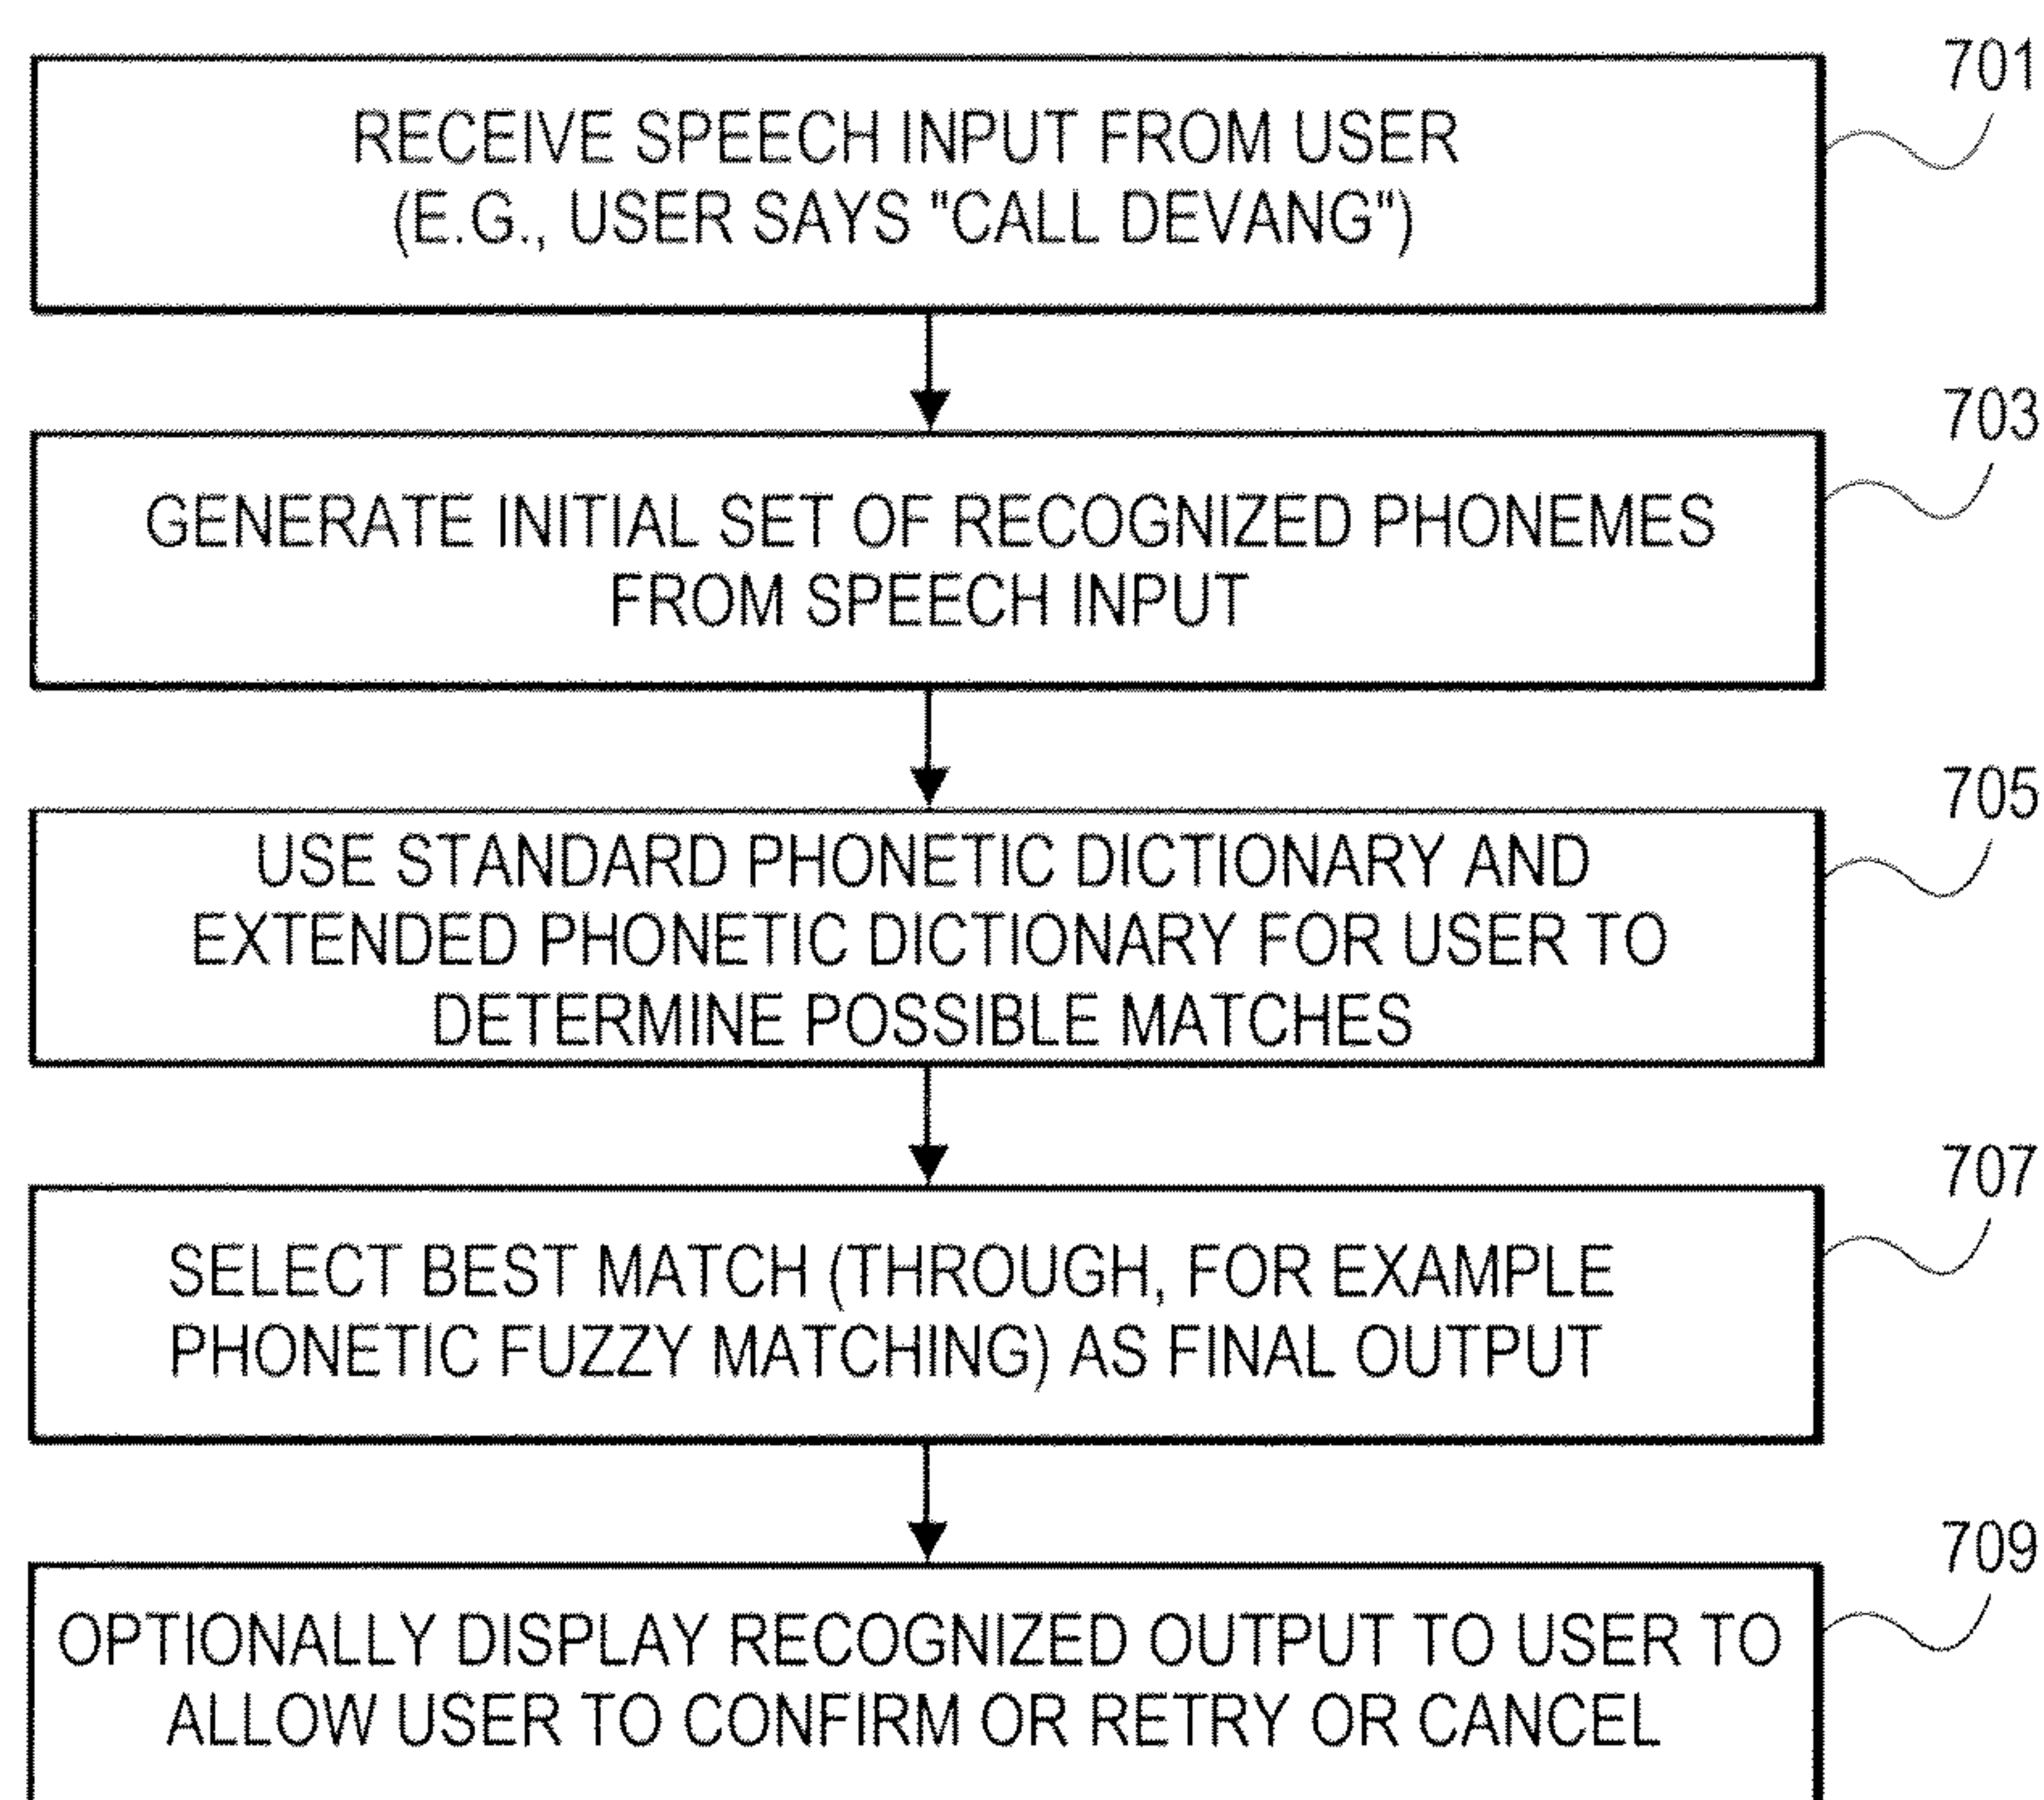 701
RECEIVE SPEECH INPUT FROM USER
(E.G., USER SAYS "CALL DEVANG")
703
GENERATE INITIAL SET OF RECOGNIZED PHONEMES
FROM SPEECH INPUT
705
USE STANDARD PHONETIC DICTIONARY AND
EXTENDED PHONETIC DICTIONARY FOR USER TO
DETERMINE POSSIBLE MATCHES
707
SELECT BEST MATCH (THROUGH, FOR EXAMPLE
PHONETIC FUZZY MATCHING) AS FINAL OUTPUT
709
OPTIONALLY DISPLAY RECOGNIZED OUTPUT TO USER TO
ALLOW USER TO CONFIRM OR RETRY OR CANCEL